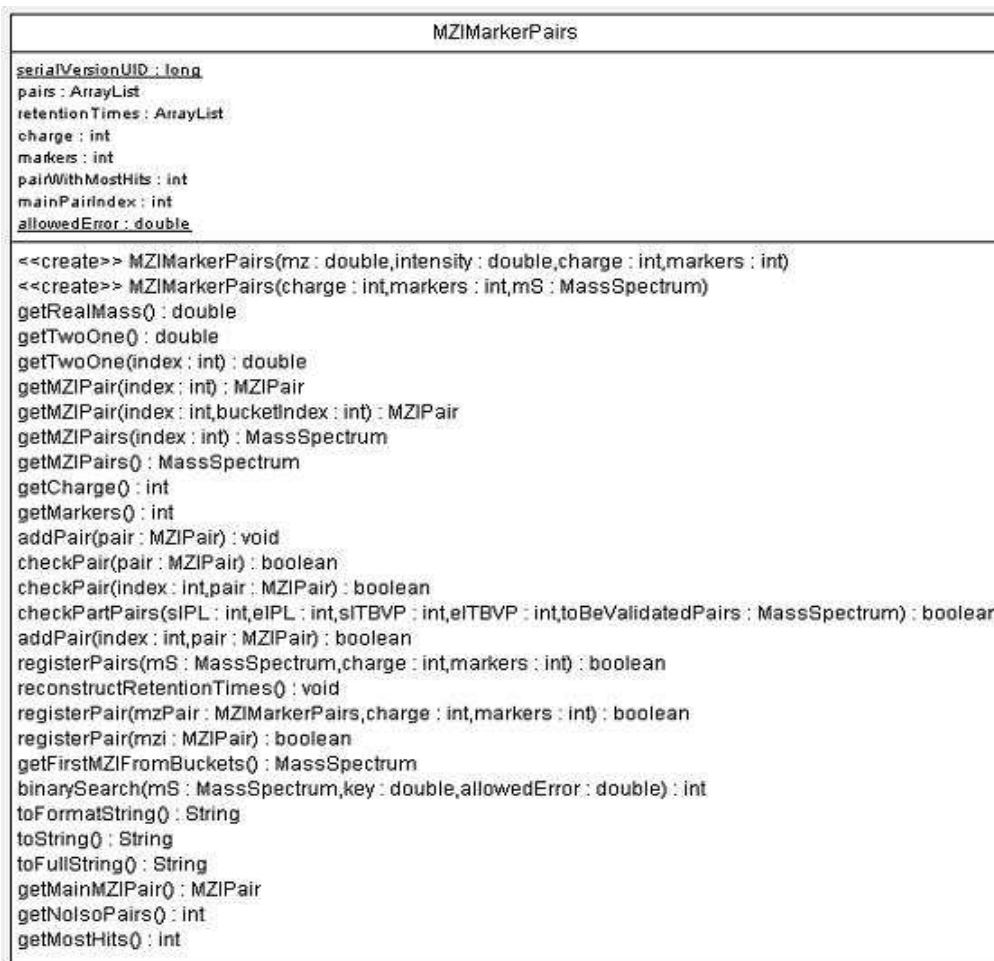 MZIMarkerPairs
serialVersionUID : long
pairs : ArrayList
retentionTimes : ArrayList
charge : int
markers : int
pairWithMostHits : int
mainPairIndex : int
allowedError : double
<<create>> MZIMarkerPairs(mz : double,intensity : double,charge : int,markers : int)
<<create>> MZIMarkerPairs(charge : int,markers : int,mS : MassSpectrum)
getRealMass() : double
getTwoOne() : double
getTwoOne(index : int) : double
getMZIPair(index : int) : MZIPair
getMZIPair(index : int,bucketIndex : int) : MZIPair
getMZIPairs(index : int) : MassSpectrum
getMZIPairs() : MassSpectrum
getCharge() : int
getMarkers() : int
addPair(pair : MZIPair) : void
checkPair(pair : MZIPair) : boolean
checkPair(index : int,pair : MZIPair) : boolean
checkPartPairs(sIPL : int,eIPL : int,sITBVP : int,eITBVP : int,toBeValidatedPairs : MassSpectrum) : boolean
addPair(index : int,pair : MZIPair) : boolean
registerPairs(mS : MassSpectrum,charge : int,markers : int) : boolean
reconstructRetentionTimes() : void
registerPair(mzPair : MZIMarkerPairs,charge : int,markers : int) : boolean
registerPair(mzi : MZIPair) : boolean
getFirstMZIFromBuckets() : MassSpectrum
binarySearch(mS : MassSpectrum,key : double,allowedError : double) : int
toFormatString() : String
toString() : String
toFullString() : String
getMainMZIPair() : MZIPair
getNoIsoPairs() : int
getMostHits() : int